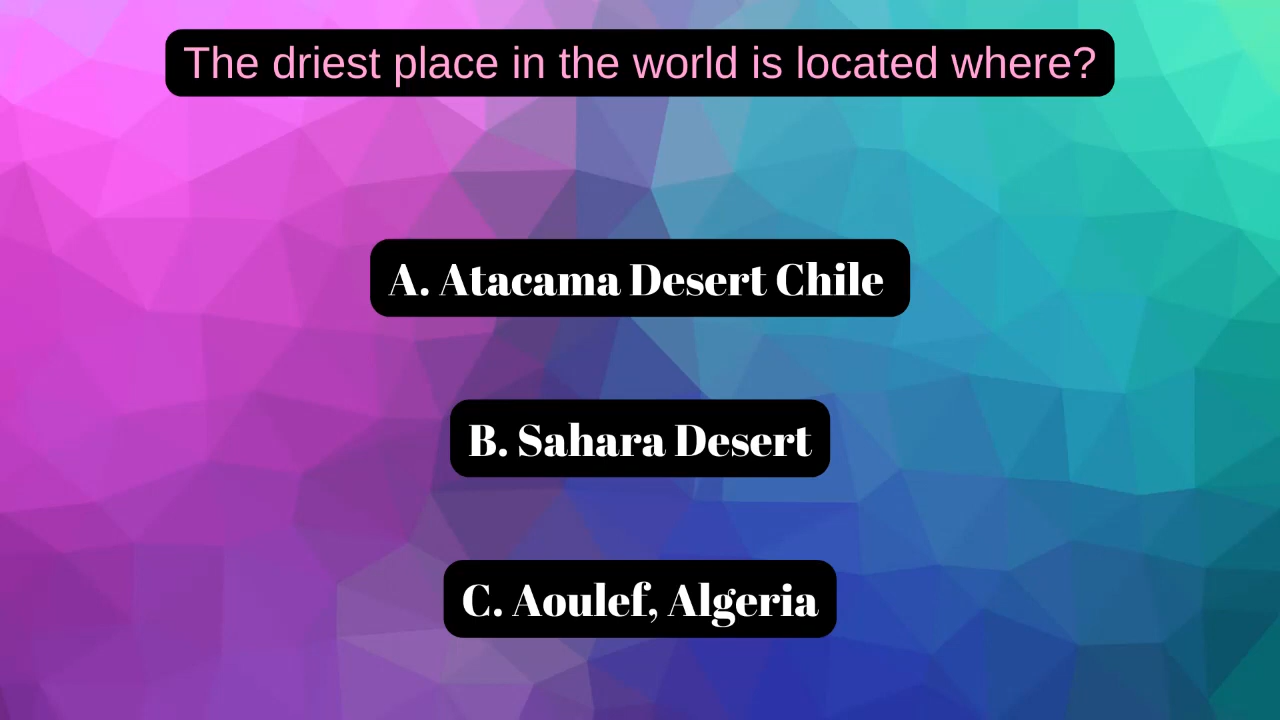 The driest place in the world is located where?
A. Atacama Desert Chile
B. Sahara Desert
C. Aoulef, Algeria